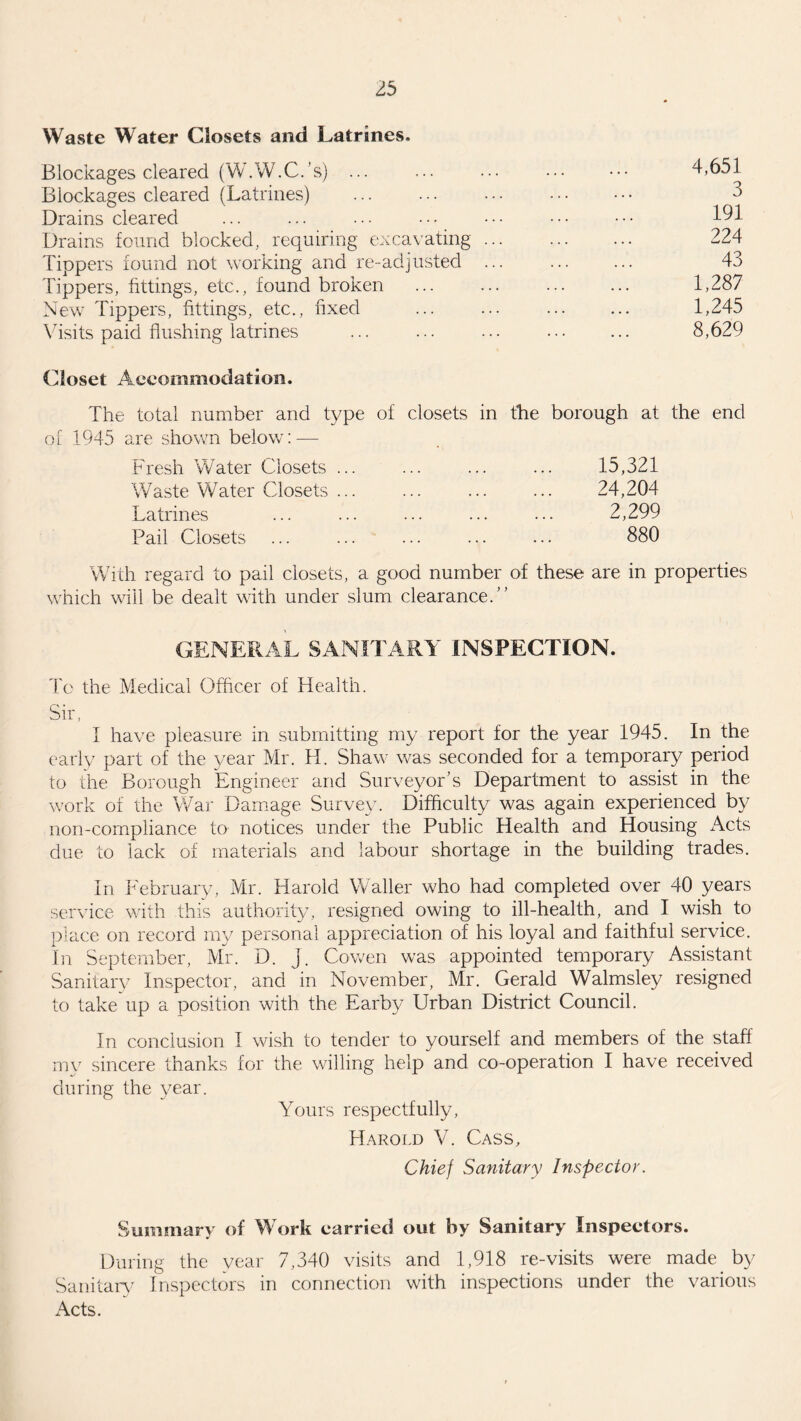 25
Waste Water Closets and Latrines.
Blockages cleared (W.W.C.'s) ... ... ... ... ... 4,651
Blockages cleared (Latrines) ... ... ... ... ... 3
Drains cleared ... ... ... ... ... ... ... 191
Drains found blocked, requiring excavating ... ... ... 224
Tippers found not working and re-adjusted ... ... ... 43
Tippers, fittings, etc., found broken ... ... ... ... 1,287
New Tippers, fittings, etc., fixed ... ... ... ... 1,245
Visits paid flushing latrines ... ... ... ... ... 8,629
Closet Accommodation.
The total number and type of closets in the borough at the end
of 1945 are shown below: —
Fresh Water Closets ... ... ... ... 15,321
Waste Water Closets ... ... ... ... 24,204
Latrines ... ... ... ... ... 2,299
Pail Closets ... ... ... ... ... 880
With regard to pail closets, a good number of these are in properties
which will be dealt with under slum clearance.''
GENERAL SANITARY INSPECTION.
To the Medical Officer of Health.
Sir,
I have pleasure in submitting my report for the year 1945. In the
early part of the year Mr. H. Shaw was seconded for a temporary period
to the Borough Engineer and Surveyor's Department to assist in the
work of the War Damage Survey. Difficulty was again experienced by
non-compliance to notices under the Public Health and Housing Acts
due to lack of materials and labour shortage in the building trades.
In February, Mr. Harold Waller who had completed over 40 years
service with this authority, resigned owing to ill-health, and I wish to
place on record my personal appreciation of his loyal and faithful service.
In September, Mr. D. J. Cowen was appointed temporary Assistant
Sanitary Inspector, and in November, Mr. Gerald Walmsley resigned
to take up a position with the Earby Urban District Council.
In conclusion I wish to tender to yourself and members of the staff
my sincere thanks for the willing help and co-operation I have received
during the year.
Yours respectfully,
HAROLD V. CASS,
Chief Sanitary Inspector.
Summary of Work carried out by Sanitary Inspectors.
During the year 7,340 visits and 1,918 re-visits were made by
Sanitary Inspectors in connection with inspections under the various
Acts.